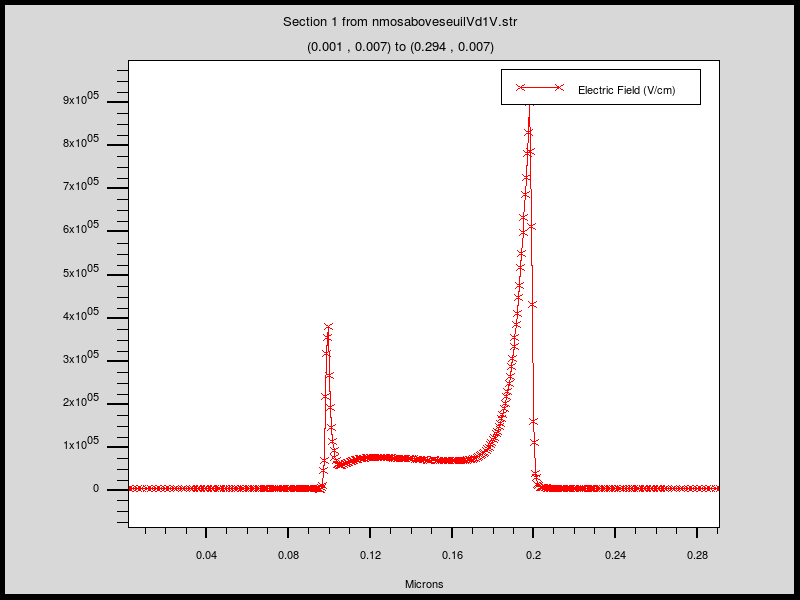 Section 1 from nmosaboveseuilVd1V.str
(0.001 , 0.007) to (0.294 , 0.007)
Electric Field (V/cm)
9x10^05
8x10^05
7x10^05
6x10^05
5x10^05
4x10^05
3x10^05
2x10^05
1x10^05
0
0.04 0.08 0.12 0.16 0.2 0.24 0.28
Microns